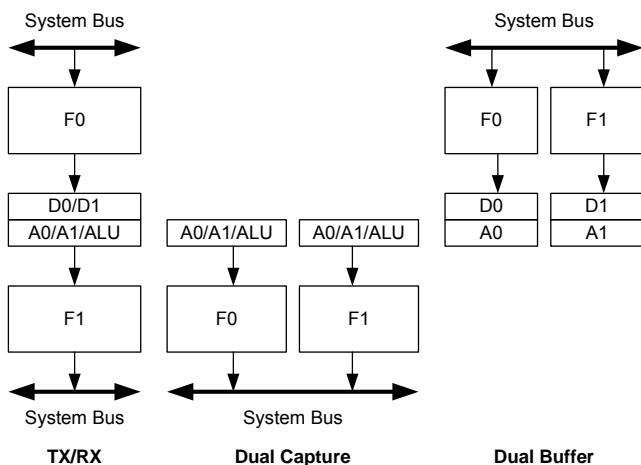 System Bus
System Bus
F0
F0
F1
D0/D1
D0
D1
A0/A1/ALU
A0/A1/ALU
A0/A1/ALU
A0
A1
F1
F0
F1
System Bus
System Bus
TX/RX
Dual Capture
Dual Buffer